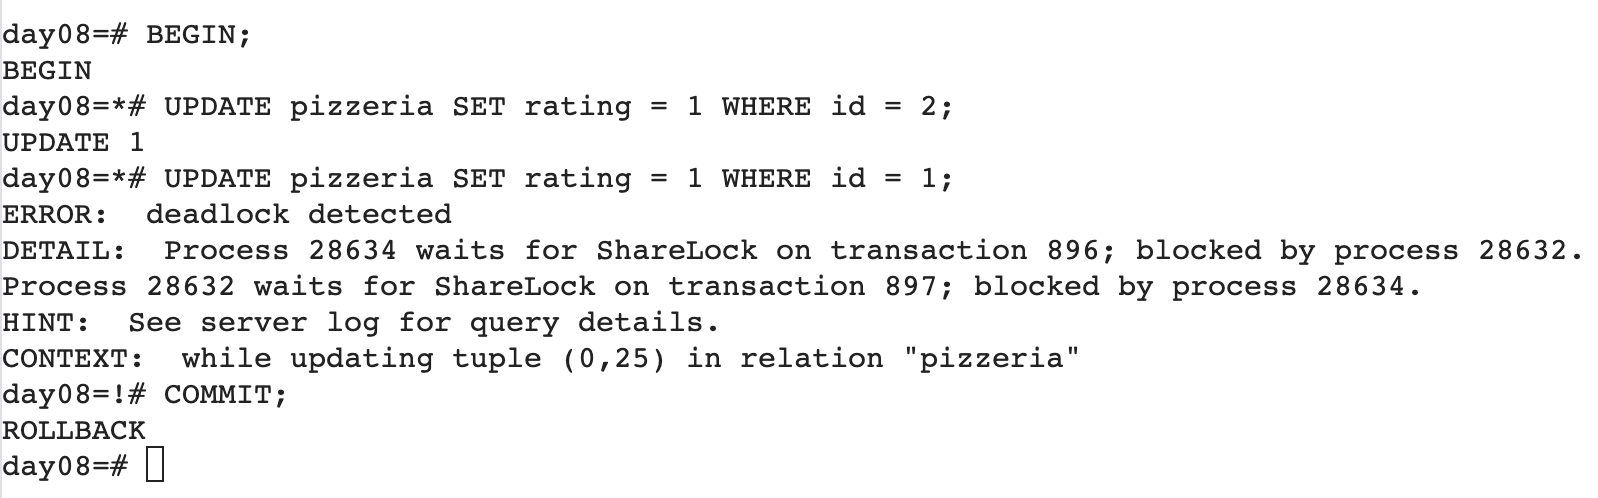 day08=# BEGIN;
BEGIN
day08=*# UPDATE pizzeria SET rating = 1 WHERE id = 2;
UPDATE 1
day08=*# UPDATE pizzeria SET rating = 1 WHERE id = 1;
ERROR:  deadlock detected
DETAIL:  Process 28634 waits for ShareLock on transaction 896; blocked by process 28632.
Process 28632 waits for ShareLock on transaction 897; blocked by process 28634.
HINT:  See server log for query details.
CONTEXT:  while updating tuple (0,25) in relation "pizzeria"
day08=!# COMMIT;
ROLLBACK
day08=#